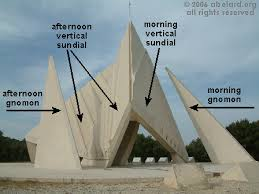 © 2006 abelard.org
all rights reserved
afternoon
vertical
sundial
morning
vertical
sundial
afternoon
gnomon
morning
gnomon